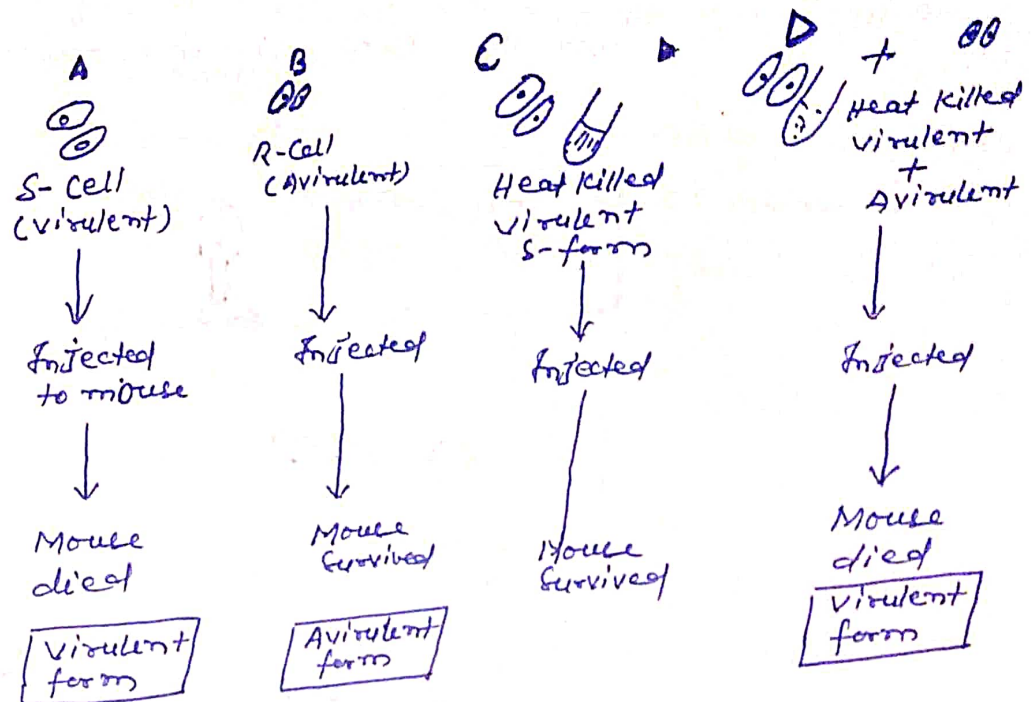 A
S-Cell
(Virulent)
Injected
to mouse
Mouse
died
Virulent
form
B
R-Cell
(Avirulent)
Injected
Mouse
Survived
Avirulent
form
C
Heat killed
virulent
S-form
Injected
Mouse
Survived
D
+
Heat killed
virulent
+
Avirulent
Injected
Mouse
died
Virulent
form